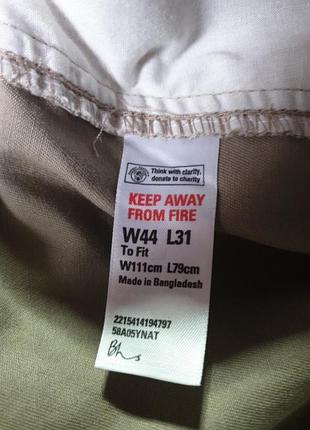 Think with clarity,
donate to charity
KEEP AWAY
FROM FIRE
W44 L31
To Fit
W111cm L79cm
Made in Bangladesh
2215414194797
58A05YNAT